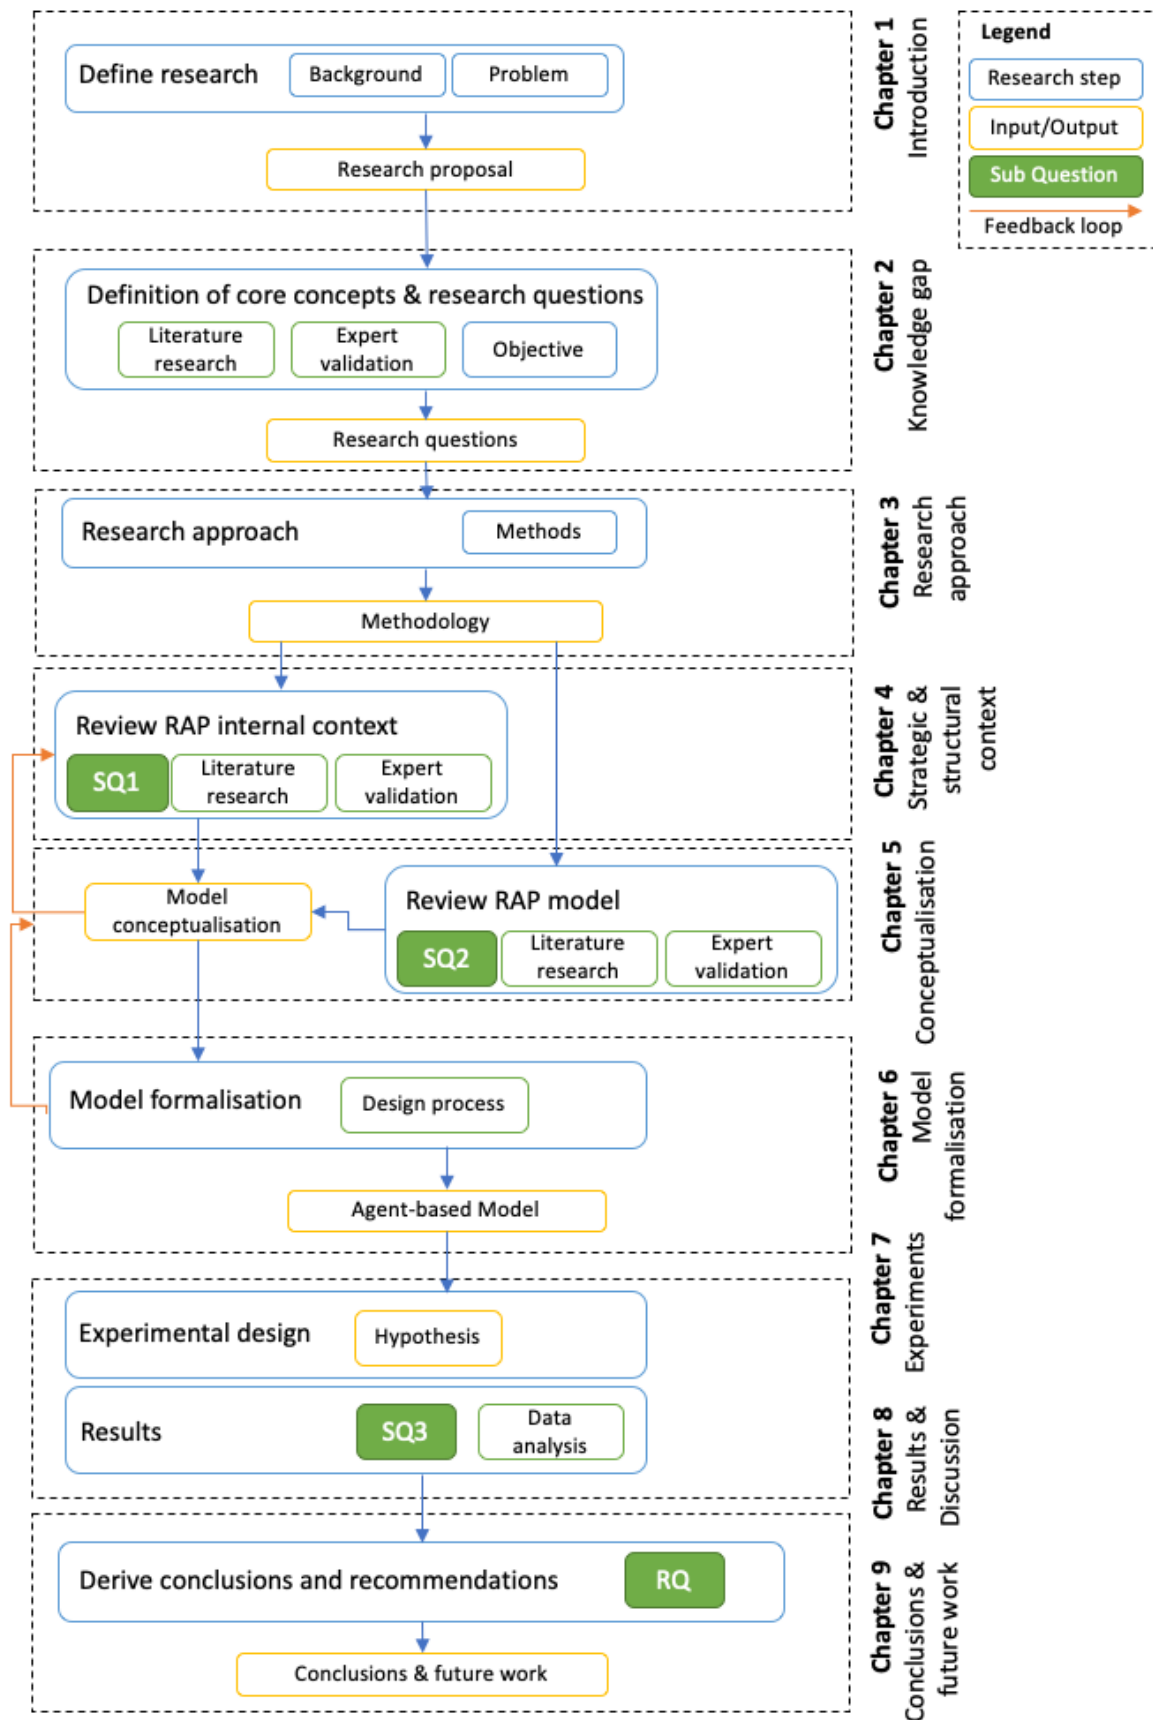 Define research
Background
Problem
Research proposal
Chapter 1
Introduction
Legend
Research step
Input/Output
Sub Question
Feedback loop
Definition of core concepts & research questions
Literature
research
Expert
validation
Objective
Research questions
Chapter 2
Knowledge gap
Research approach
Methods
Methodology
Chapter 3
Research
approach
Review RAP internal context
SQ1
Literature
research
Expert
validation
Chapter 4
Strategic &
structural
context
Model
conceptualisation
Review RAP model
SQ2
Literature
research
Expert
validation
Chapter 5
Conceptualisation
Model formalisation
Design process
Agent-based Model
Chapter 6
Model
formalisation
Experimental design
Hypothesis
Chapter 7
Experiments
Results
SQ3
Data
analysis
Chapter 8
Results &
Discussion
Derive conclusions and recommendations
RQ
Conclusions & future work
Chapter 9
Conclusions &
future work